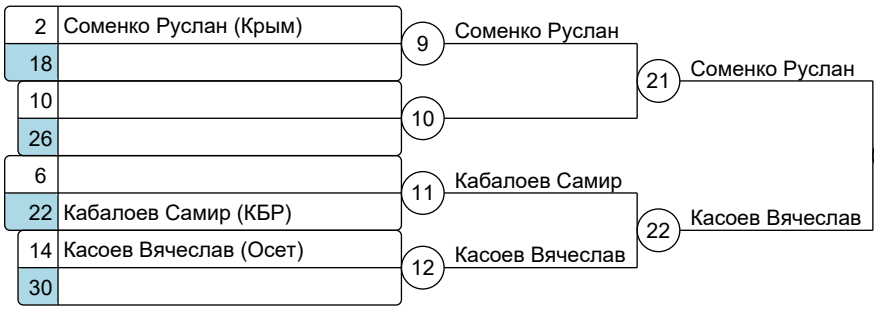 2 Соменко Руслан (Крым)
18
10
26
6
22 Кабалоев Самир (КБР)
14 Касоев Вячеслав (Осет)
30
9 Соменко Руслан
10
11 Кабалоев Самир
12 Касоев Вячеслав
21 Соменко Руслан
22 Касоев Вячеслав